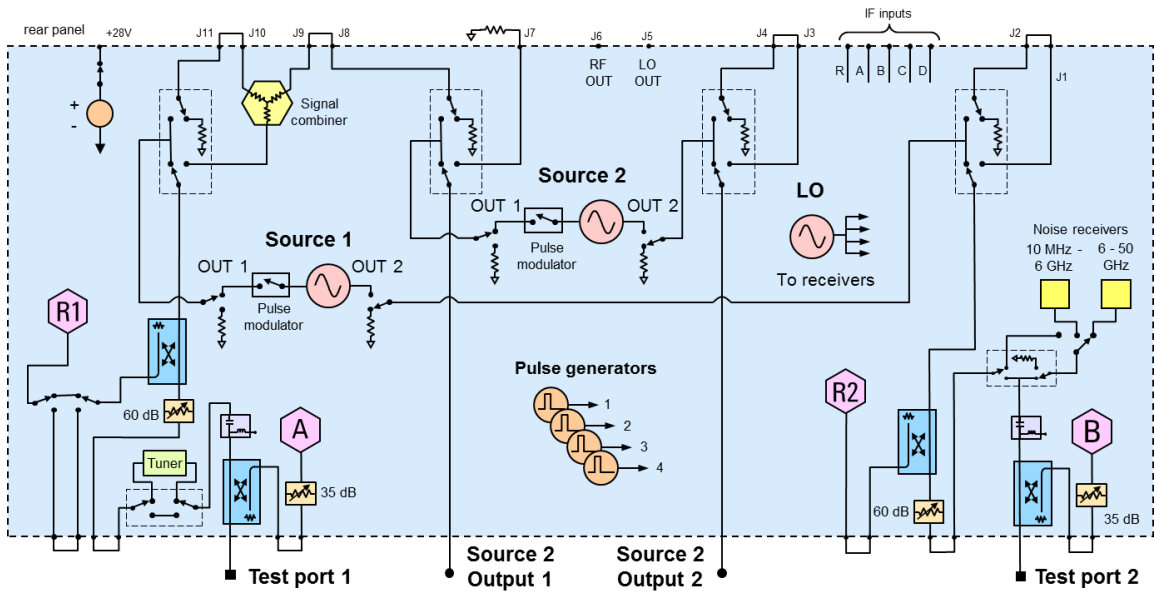 rear panel
+28V
J11
J10
J9
J8
J7
J6
J5
J4
J3
IF inputs
J2
J1
RF
OUT
LO
OUT
R
A
B
C
D
+
-
Signal
combiner
Source 2
OUT 1
OUT 2
Pulse
modulator
LO
To receivers
Noise receivers
10 MHz -
6 GHz
6 - 50
GHz
Source 1
OUT 1
OUT 2
Pulse
modulator
R1
60 dB
Tuner
A
35 dB
Pulse generators
1
2
3
4
R2
60 dB
B
35 dB
Test port 1
Source 2
Output 1
Source 2
Output 2
Test port 2